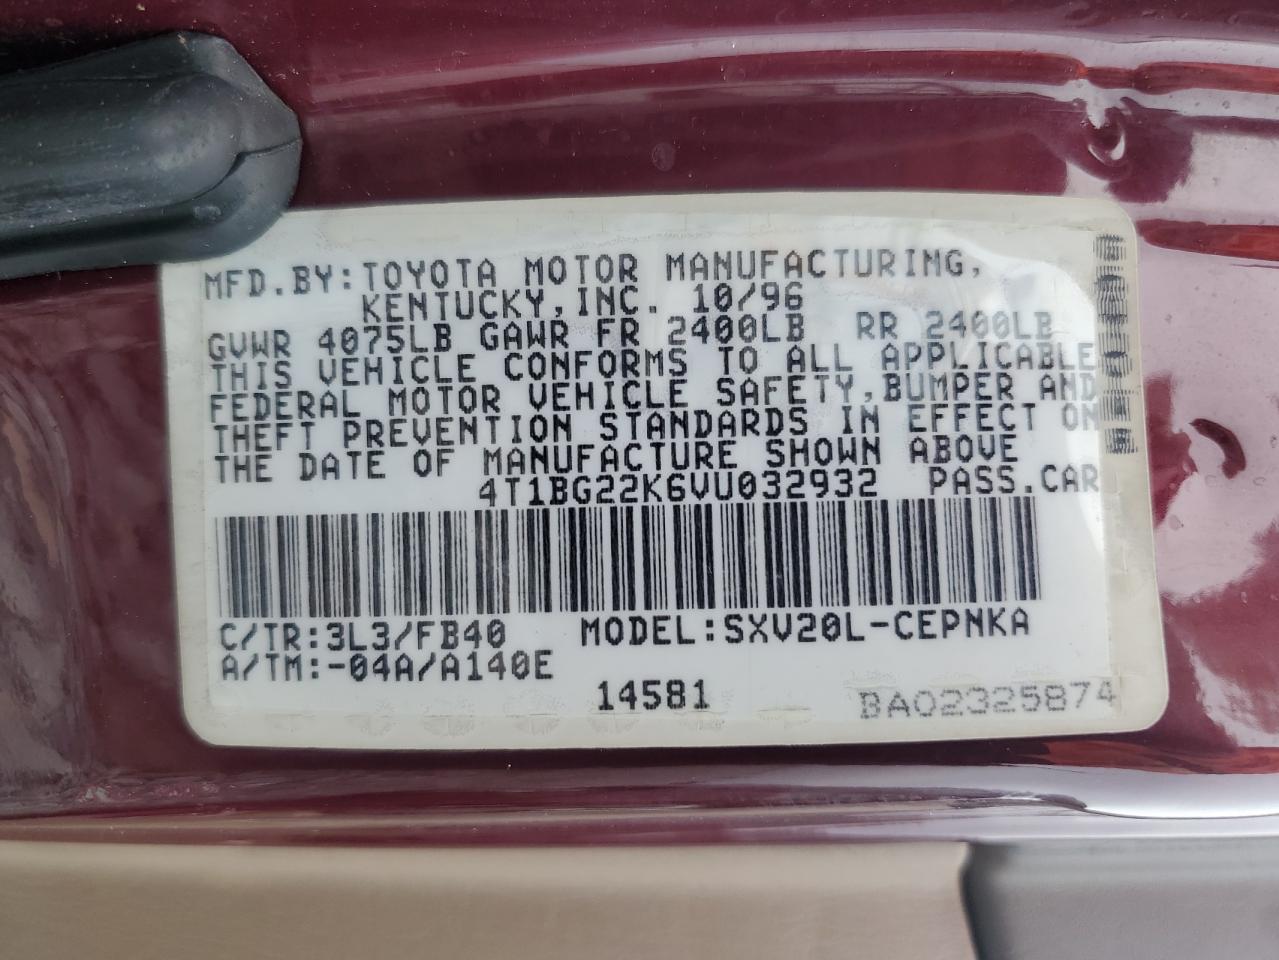 MFD.BY:TOYOTA MOTOR MANUFACTURING,
KENTUCKY,INC. 10/96
GVWR 4075LB GAWR FR 2400LB RR 2400LB
THIS VEHICLE CONFORMS TO ALL APPLICABLE
FEDERAL MOTOR VEHICLE SAFETY,BUMPER AND
THEFT PREVENTION STANDARDS IN EFFECT ON
THE DATE OF MANUFACTURE SHOWN ABOVE
4T1BG22K6VU032932 PASS.CAR
C/TR:3L3/FB40 MODEL:SXV20L-CEPNKA
A/TM:-04A/A140E
14581 BA02325874